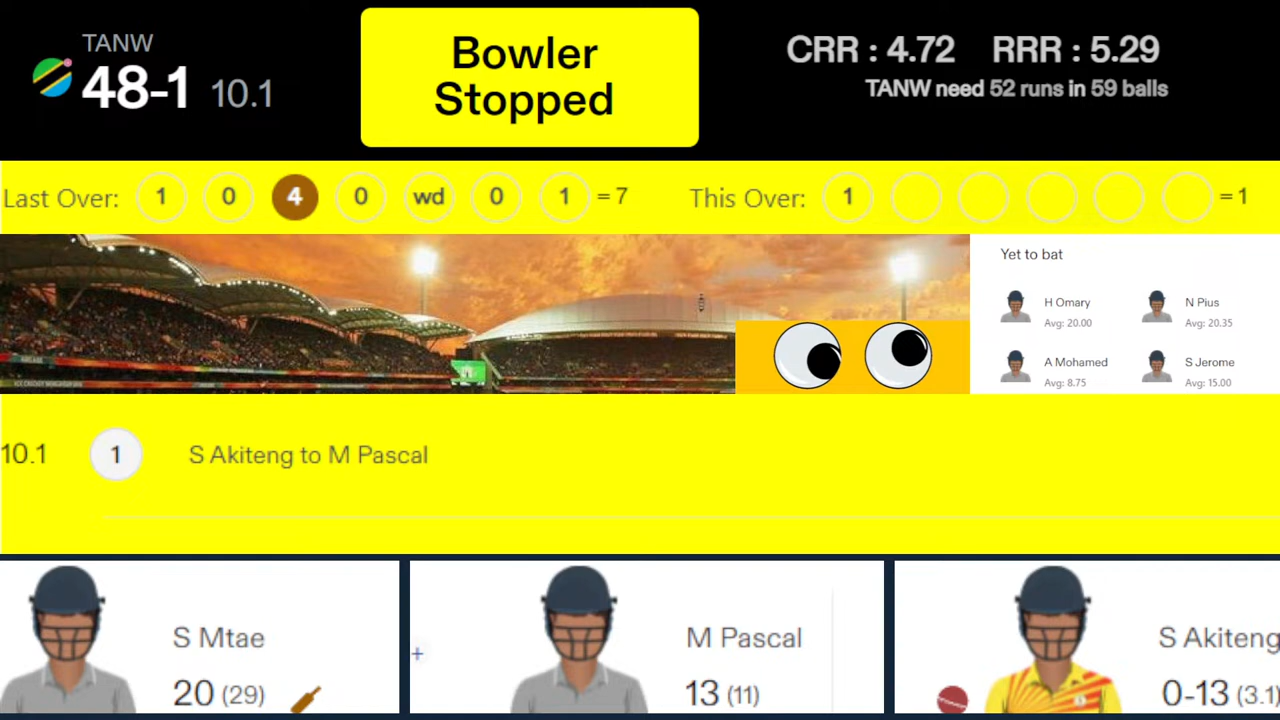 TANW
48-1 10.1
Bowler
Stopped
CRR : 4.72 RRR : 5.29
TANW need 52 runs in 59 balls
Last Over: 1 0 4 0 wd 0 1 = 7
This Over: 1 = 1
Yet to bat
H Omary
Avg: 20.00
N Pius
Avg: 20.35
A Mohamed
Avg: 8.75
S Jerome
Avg: 15.00
10.1 1 S Akiteng to M Pascal
S Mtae
20 (29)
M Pascal
13 (11)
S Akiteng
0-13 (3.1)